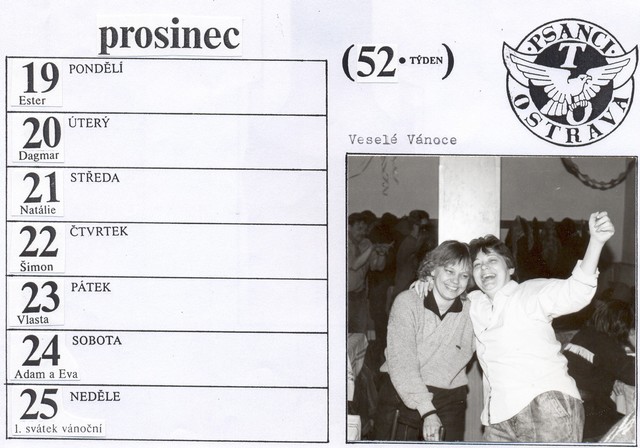 prosinec
19 PONDĚLÍ
Ester
20 ÚTERÝ
Dagmar
21 STŘEDA
Natálie
22 ČTVRTEK
Šimon
23 PÁTEK
Vlasta
24 SOBOTA
Adam a Eva
25 NEDĚLE
1. svátek vánoční
(52. TÝDEN)
PSANCI
T O
OSTRAVA
Veselé Vánoce